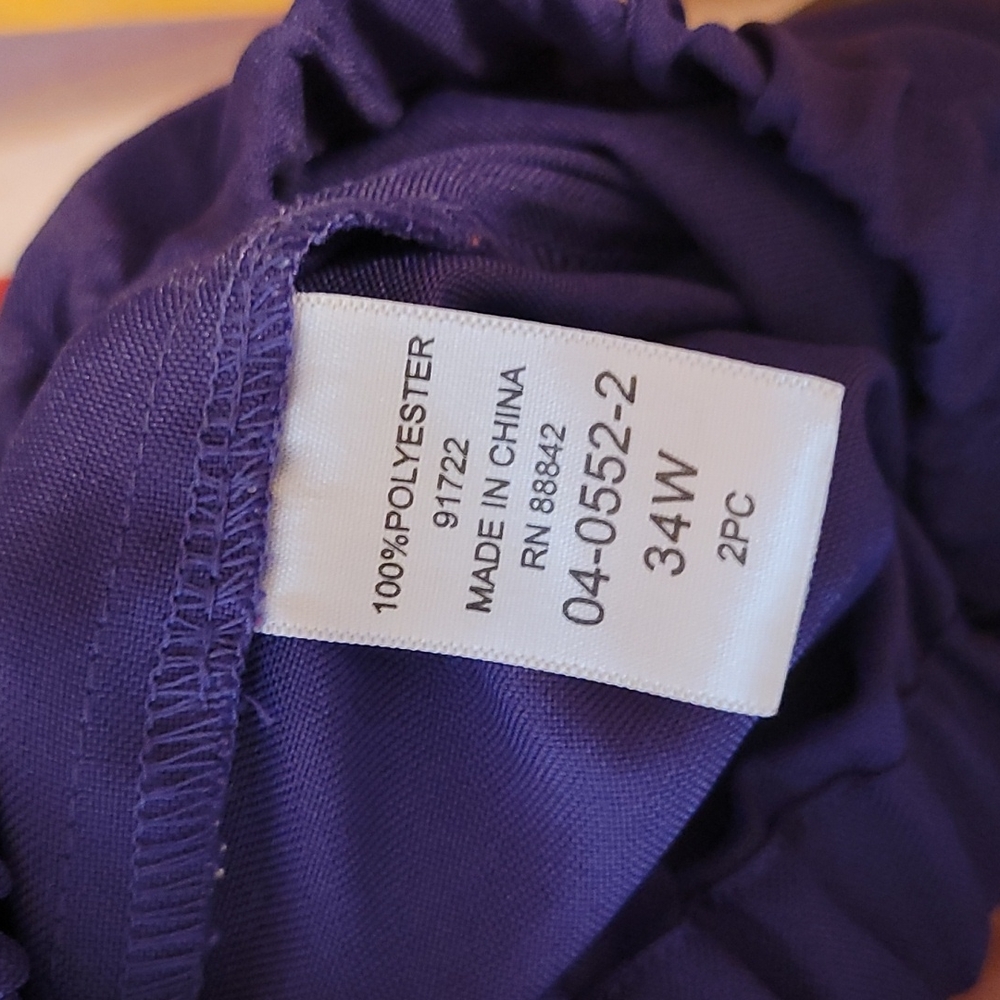 100%POLYESTER
91722
MADE IN CHINA
RN 88842
04-0552-2
34W
2PC